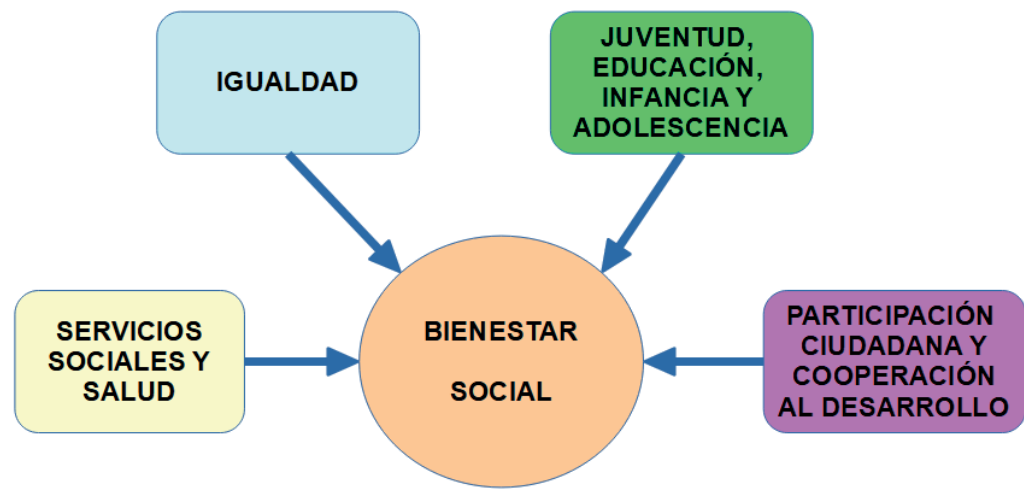 IGUALDAD
JUVENTUD,
EDUCACIÓN,
INFANCIA Y
ADOLESCENCIA
SERVICIOS
SOCIALES Y
SALUD
BIENESTAR
SOCIAL
PARTICIPACIÓN
CIUDADANA Y
COOPERACIÓN
AL DESARROLLO